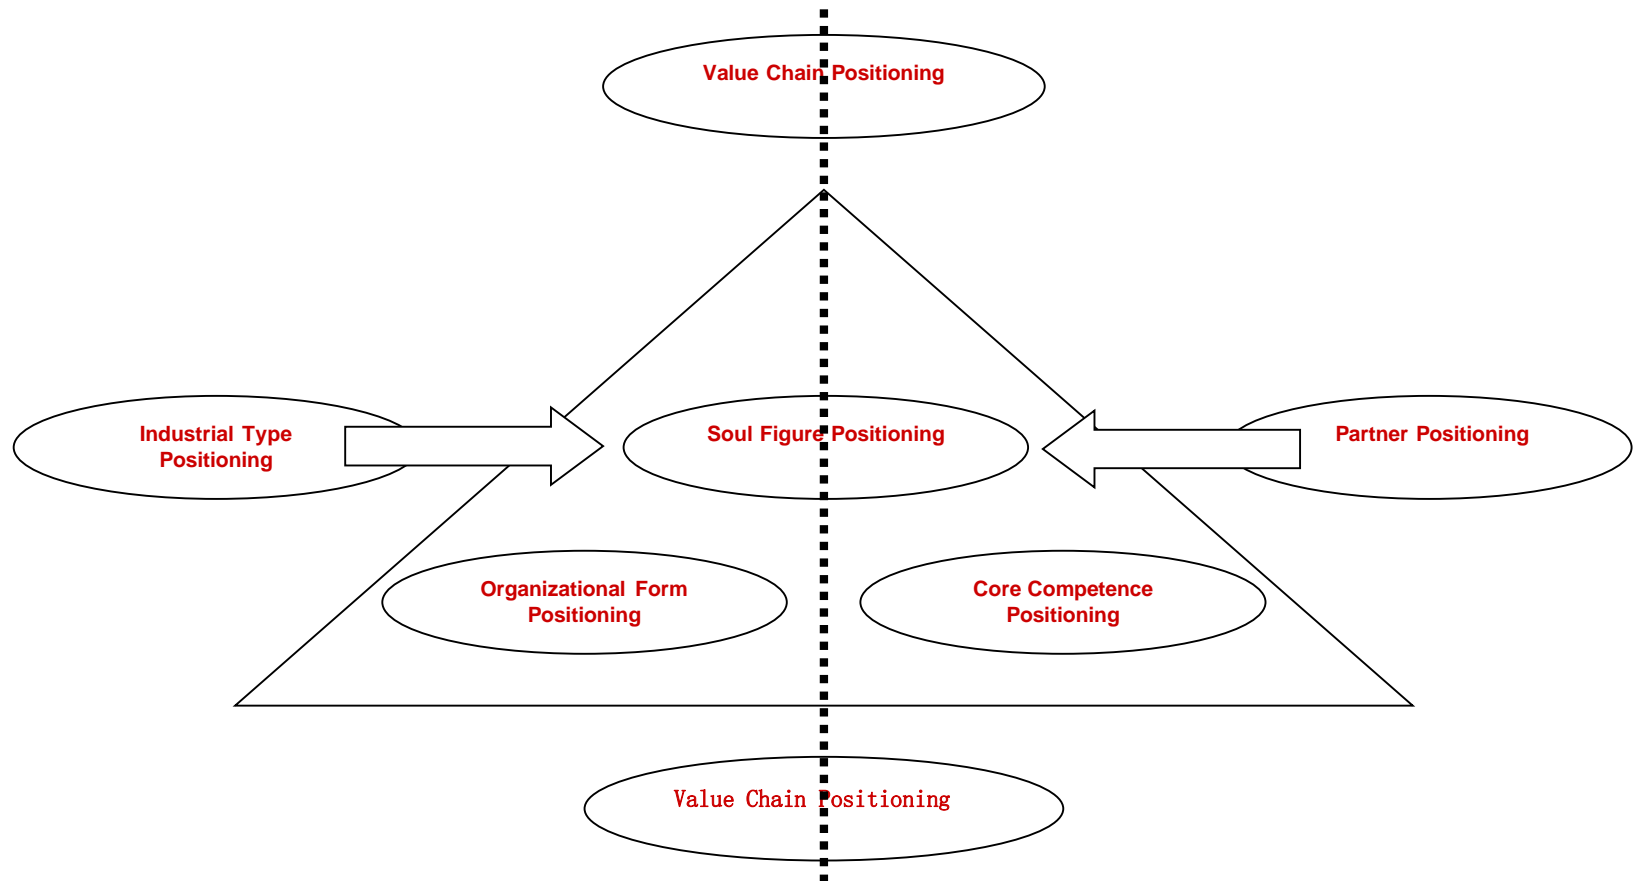 Value Chain Positioning
Industrial Type
Positioning
Soul Figure Positioning
Partner Positioning
Organizational Form
Positioning
Core Competence
Positioning
Value Chain Positioning